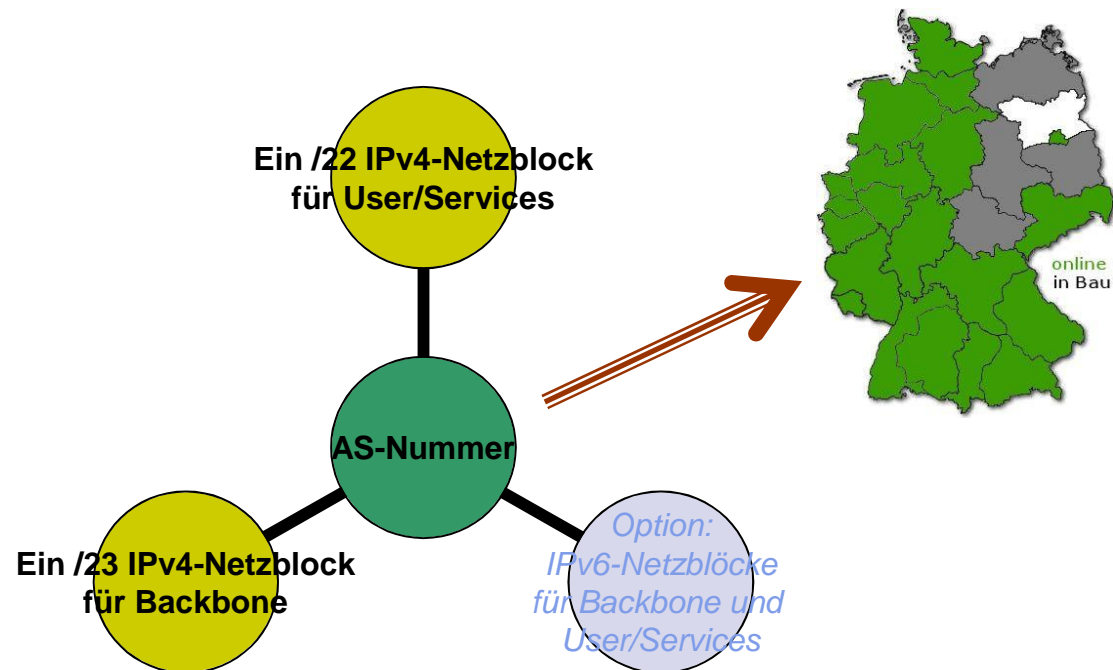 Ein /22 IPv4-Netzblock
für User/Services
online
in Bau
AS-Nummer
Ein /23 IPv4-Netzblock
für Backbone
Option:
IPv6-Netzblöcke
für Backbone und
User/Services